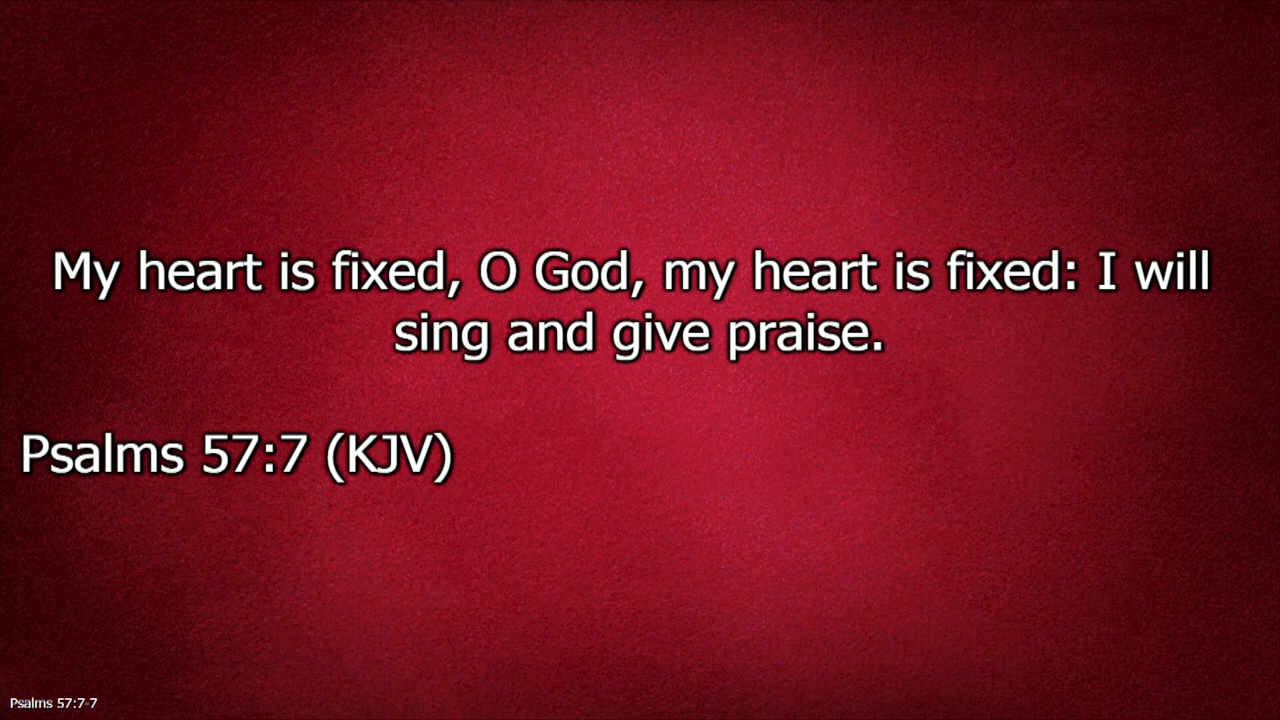 My heart is fixed, O God, my heart is fixed: I will
sing and give praise.
Psalms 57:7 (KJV)
Psalms 57:7-7